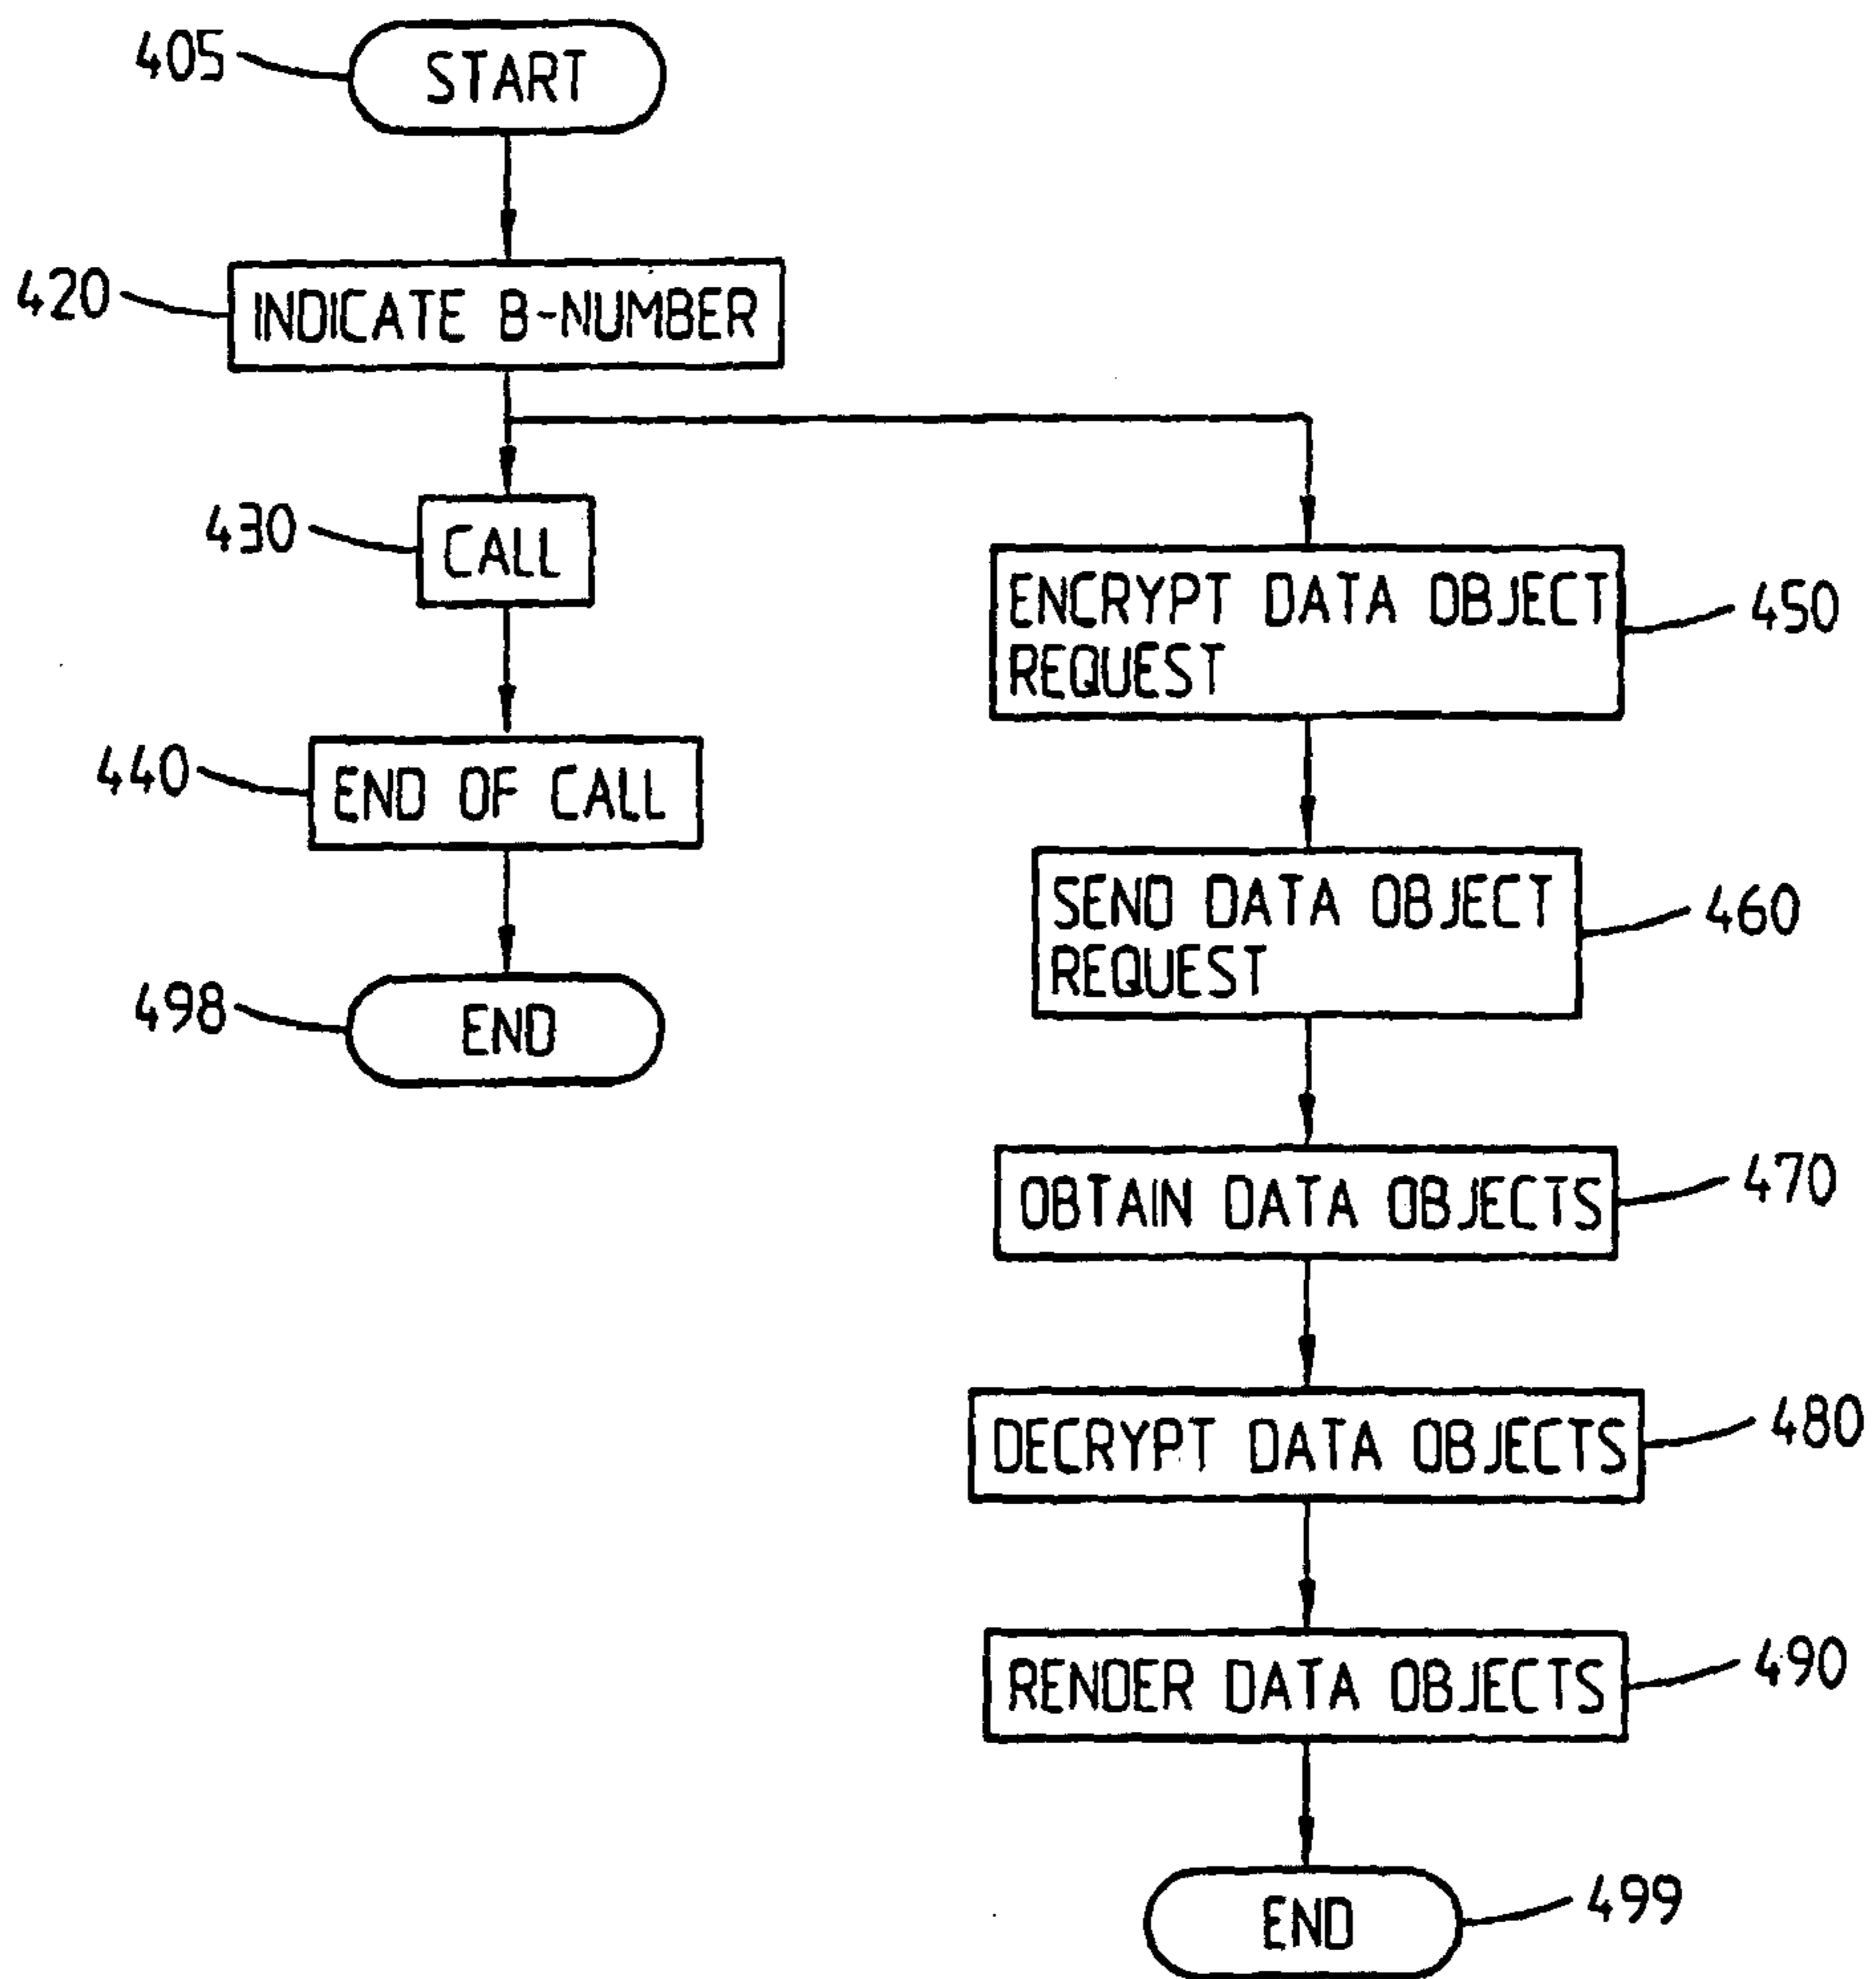 405
START
420
INDICATE B-NUMBER
430
CALL
440
END OF CALL
498
END
ENCRYPT DATA OBJECT
REQUEST
450
SEND DATA OBJECT
REQUEST
460
OBTAIN DATA OBJECTS
470
DECRYPT DATA OBJECTS
480
RENDER DATA OBJECTS
490
END
499